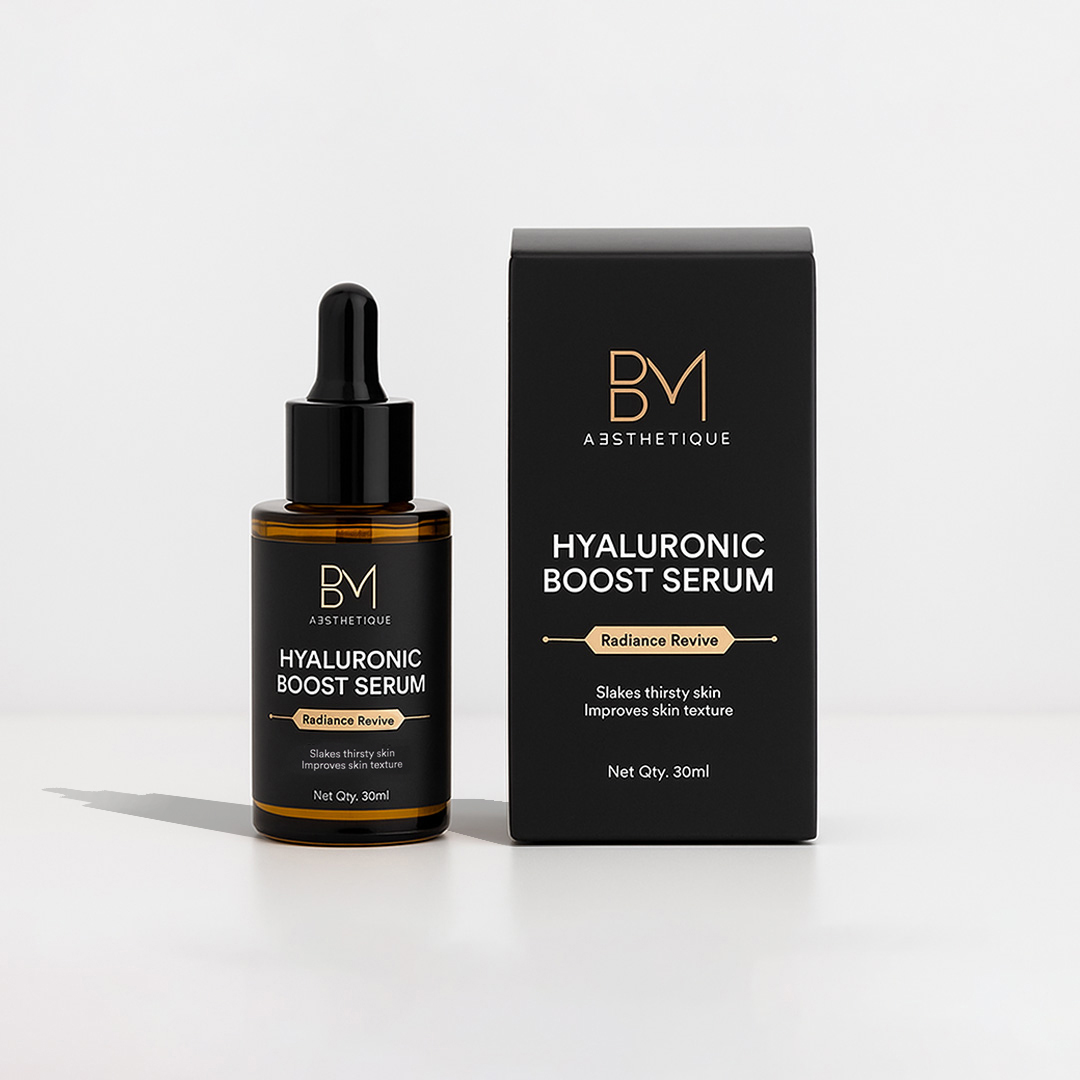 BM
AƎSTHETIQUE
HYALURONIC
BOOST SERUM
Radiance Revive
Slakes thirsty skin
Improves skin texture
Net Qty. 30ml
BM
AƎSTHETIQUE
HYALURONIC
BOOST SERUM
Radiance Revive
Slakes thirsty skin
Improves skin texture
Net Qty. 30ml